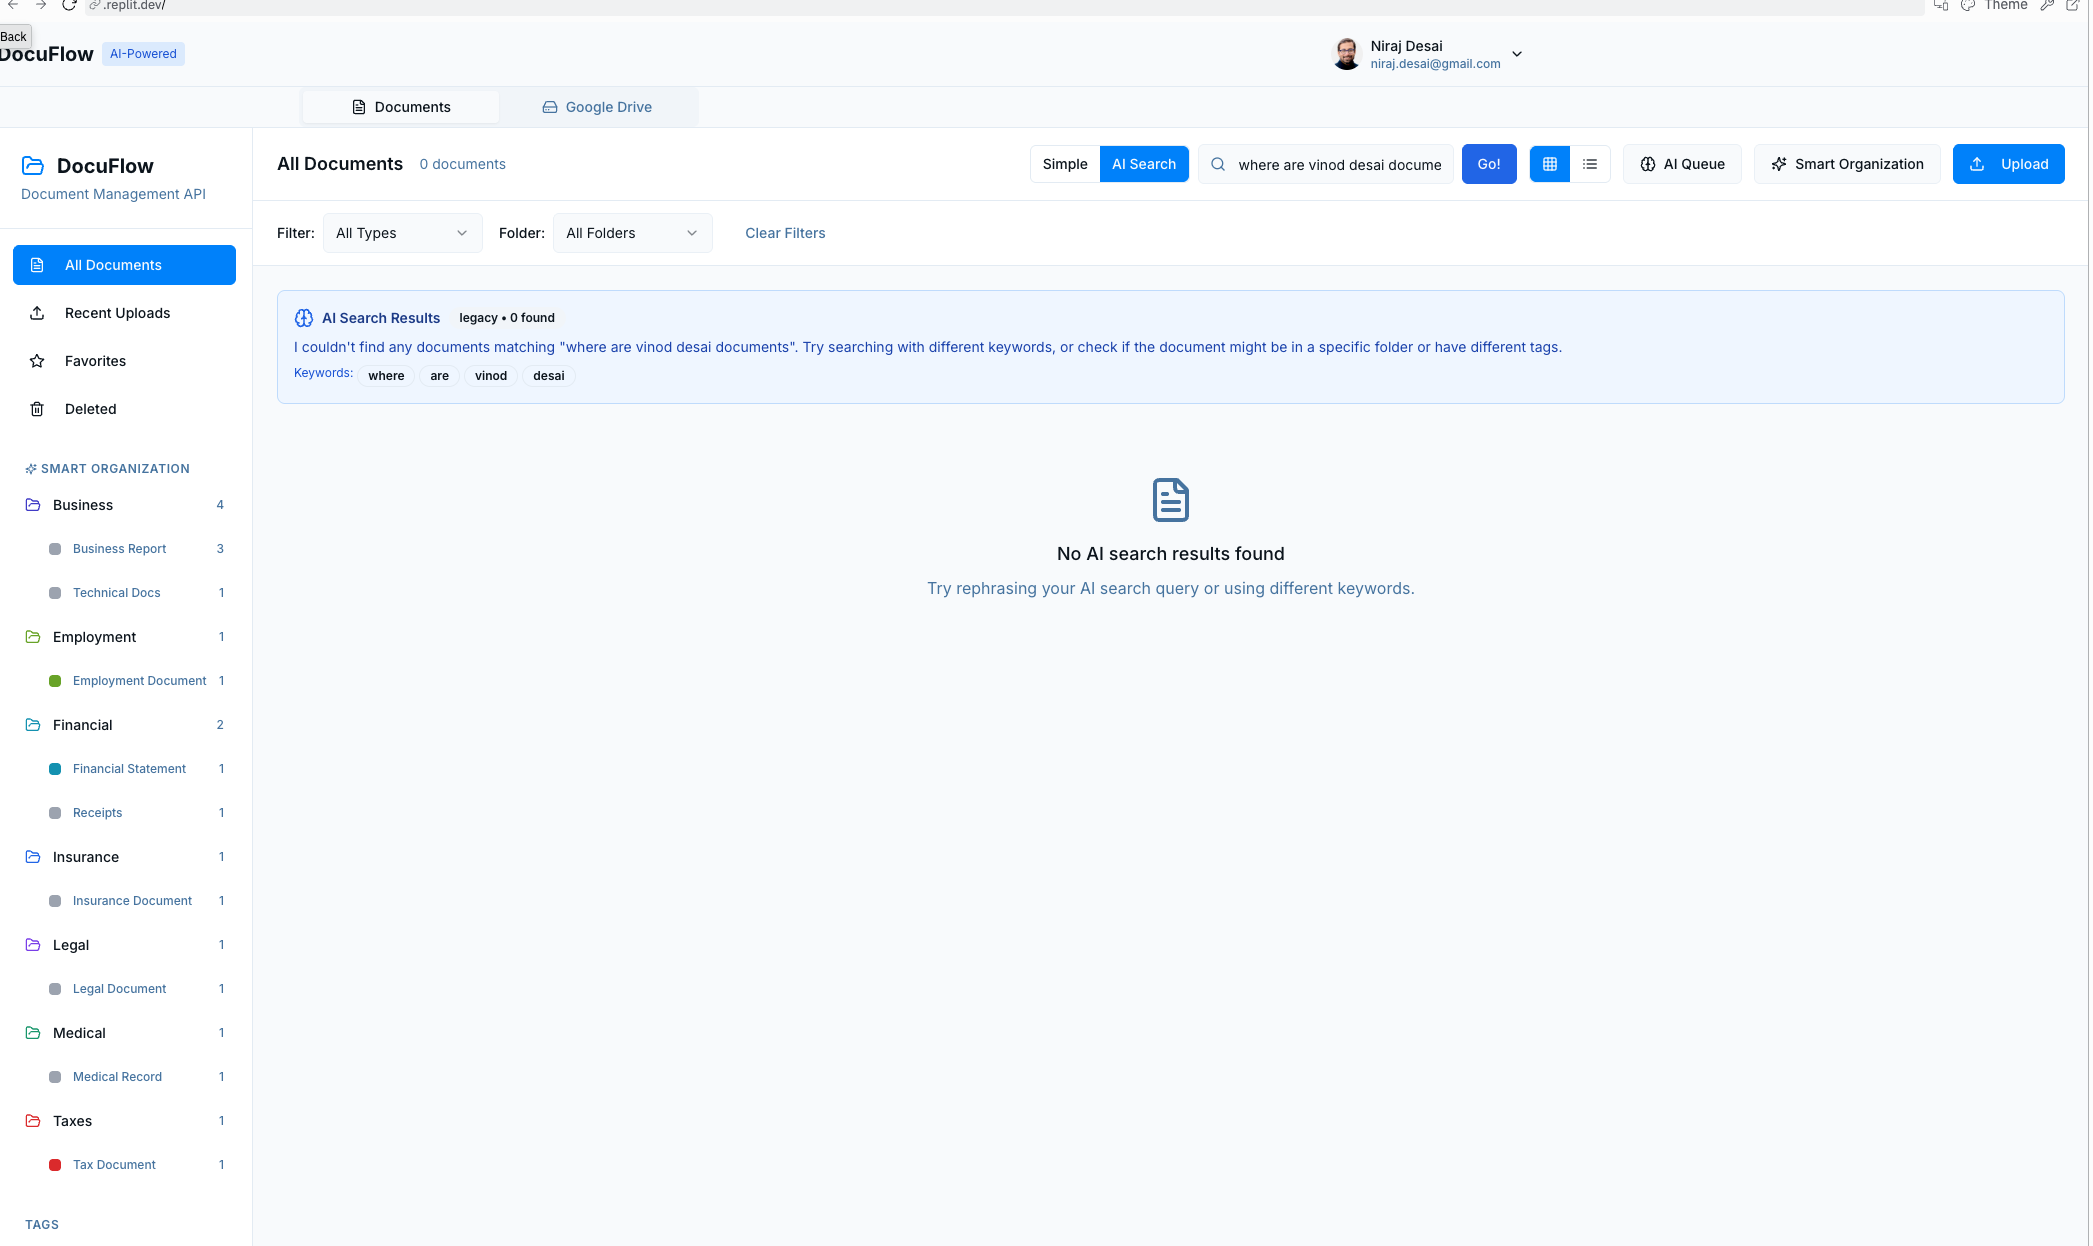 .replit.dev/
Theme
Back
DocuFlow AI-Powered
Niraj Desai
niraj.desai@gmail.com
Documents Google Drive
DocuFlow
Document Management API
All Documents
Recent Uploads
Favorites
Deleted
SMART ORGANIZATION
Business 4
Business Report 3
Technical Docs 1
Employment 1
Employment Document 1
Financial 2
Financial Statement 1
Receipts 1
Insurance 1
Insurance Document 1
Legal 1
Legal Document 1
Medical 1
Medical Record 1
Taxes 1
Tax Document 1
TAGS
All Documents 0 documents
Simple AI Search where are vinod desai docume Go! AI Queue Smart Organization Upload
Filter: All Types Folder: All Folders Clear Filters
AI Search Results legacy • 0 found
I couldn't find any documents matching "where are vinod desai documents". Try searching with different keywords, or check if the document might be in a specific folder or have different tags.
Keywords: where are vinod desai
No AI search results found
Try rephrasing your AI search query or using different keywords.